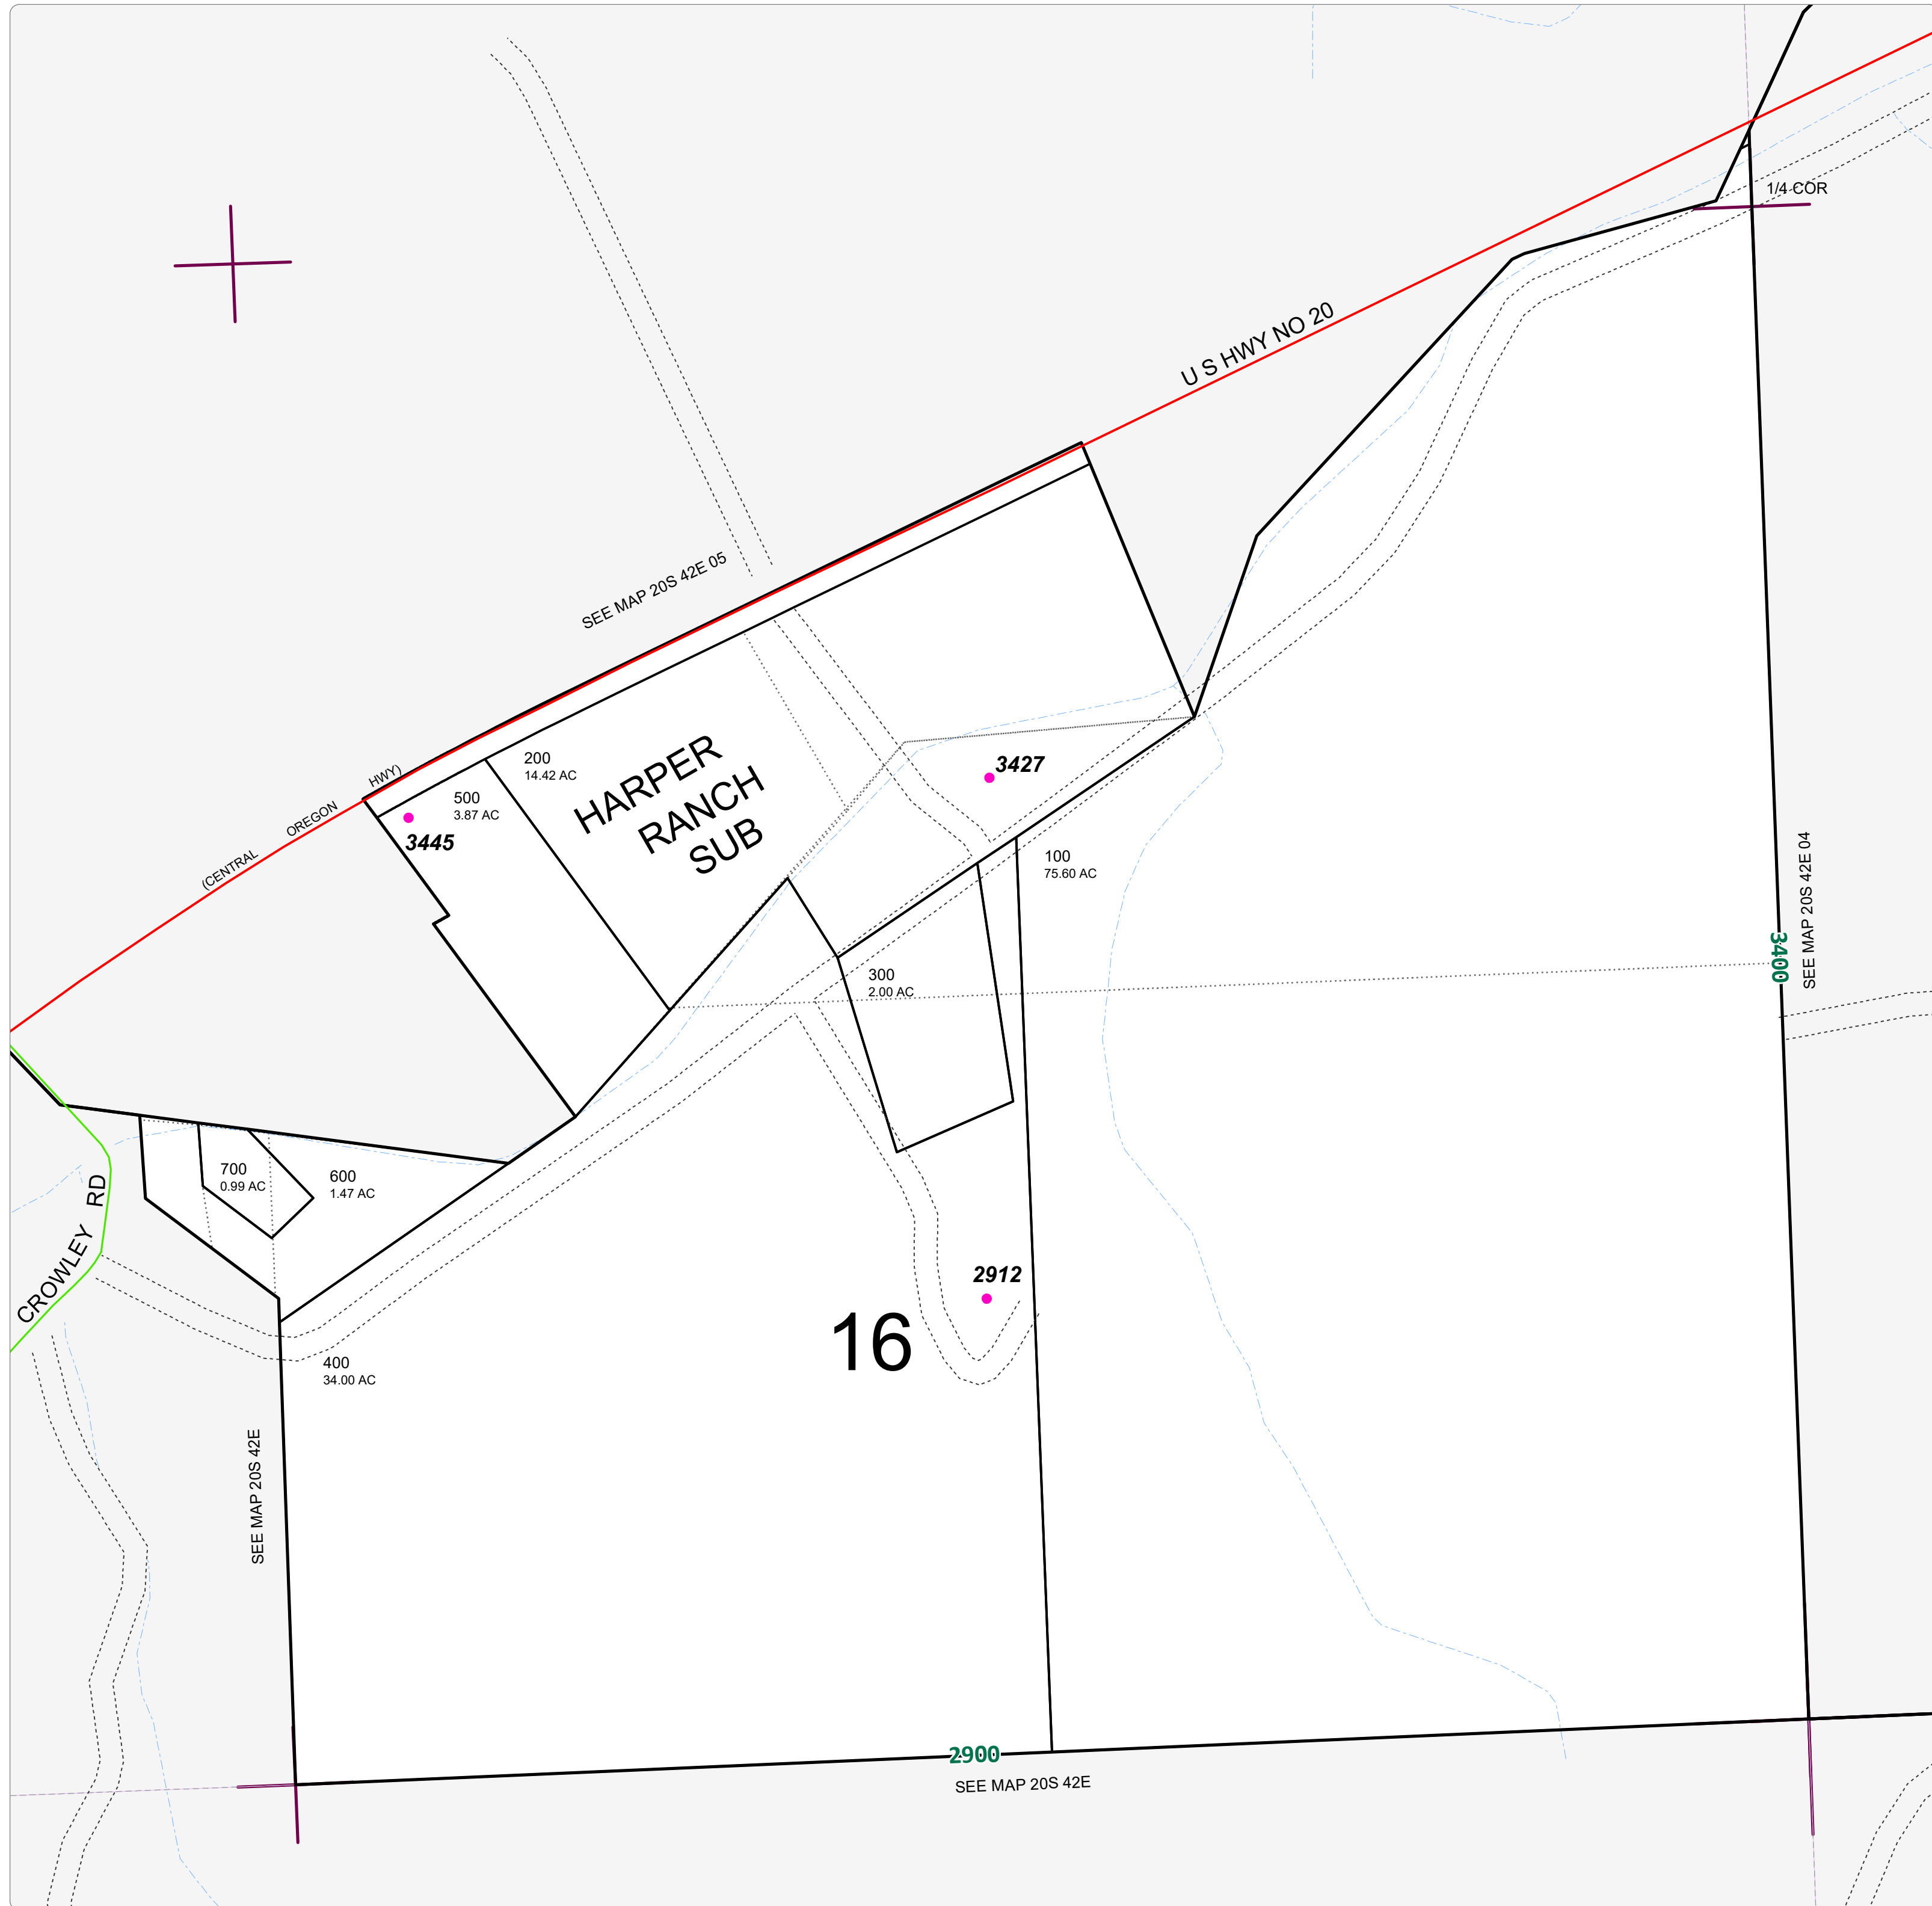 1/4 COR
U S HWY NO 20
SEE MAP 20S 42E 05
(CENTRAL OREGON HWY)
200
14.42 AC
500
3.87 AC
3445
HARPER
RANCH
SUB
3427
100
75.60 AC
SEE MAP 20S 42E 04
3400
300
2.00 AC
700
0.99 AC
600
1.47 AC
CROWLEY RD
2912
16
400
34.00 AC
SEE MAP 20S 42E
2900
SEE MAP 20S 42E